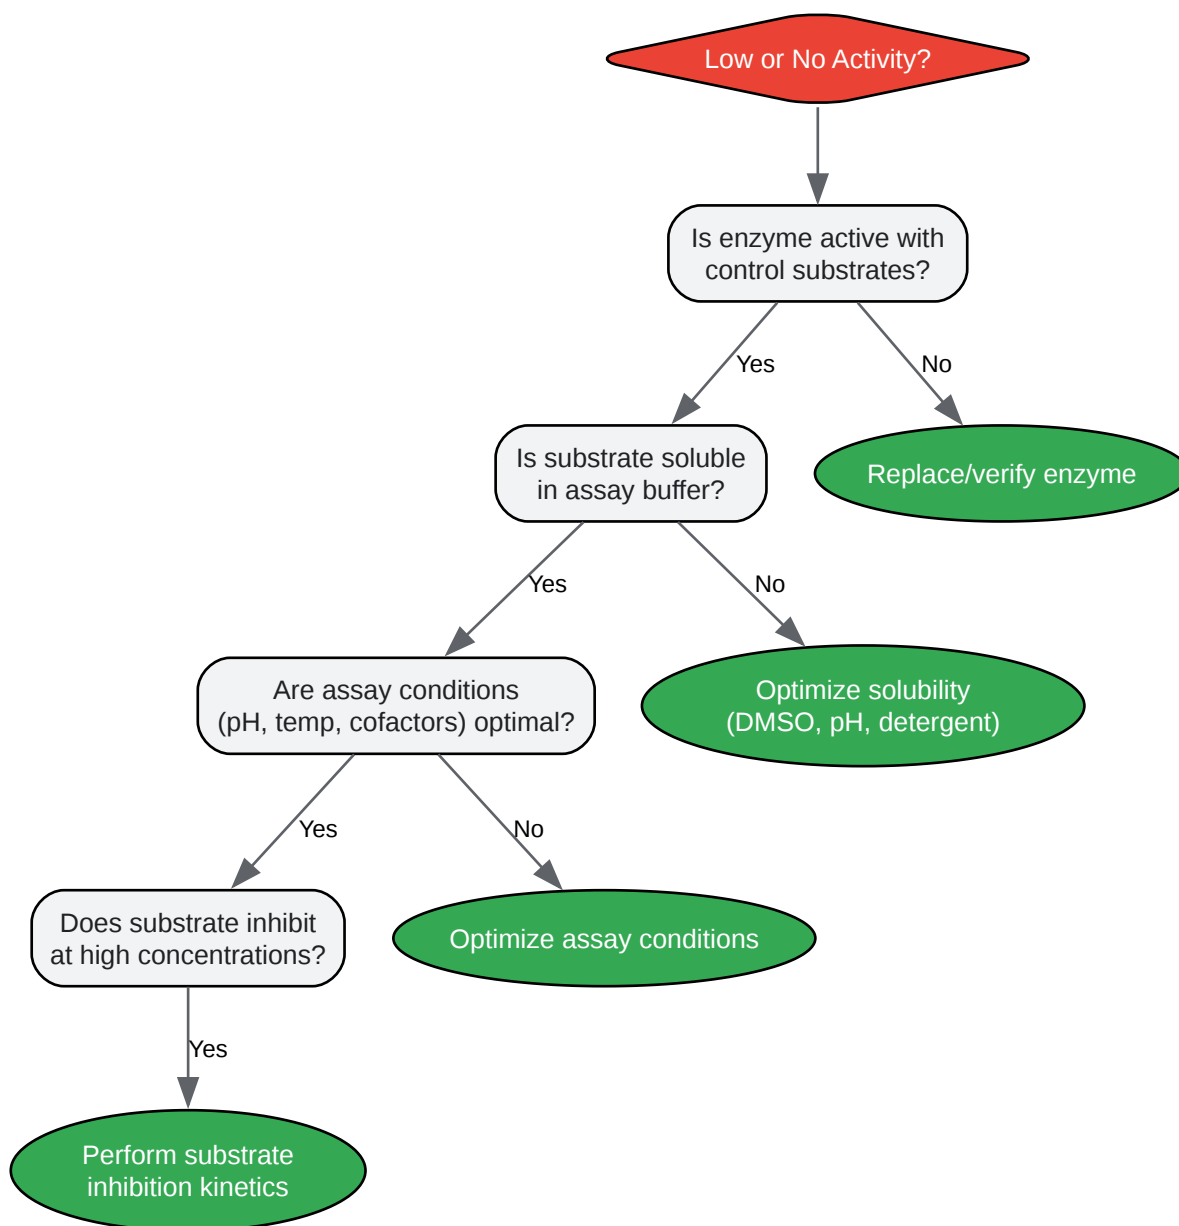 Low or No Activity?
Is enzyme active with
control substrates?
Yes
No
Is substrate soluble
in assay buffer?
Replace/verify enzyme
Yes
No
Are assay conditions
(pH, temp, cofactors) optimal?
Optimize solubility
(DMSO, pH, detergent)
Yes
No
Does substrate inhibit
at high concentrations?
Optimize assay conditions
Yes
Perform substrate
inhibition kinetics